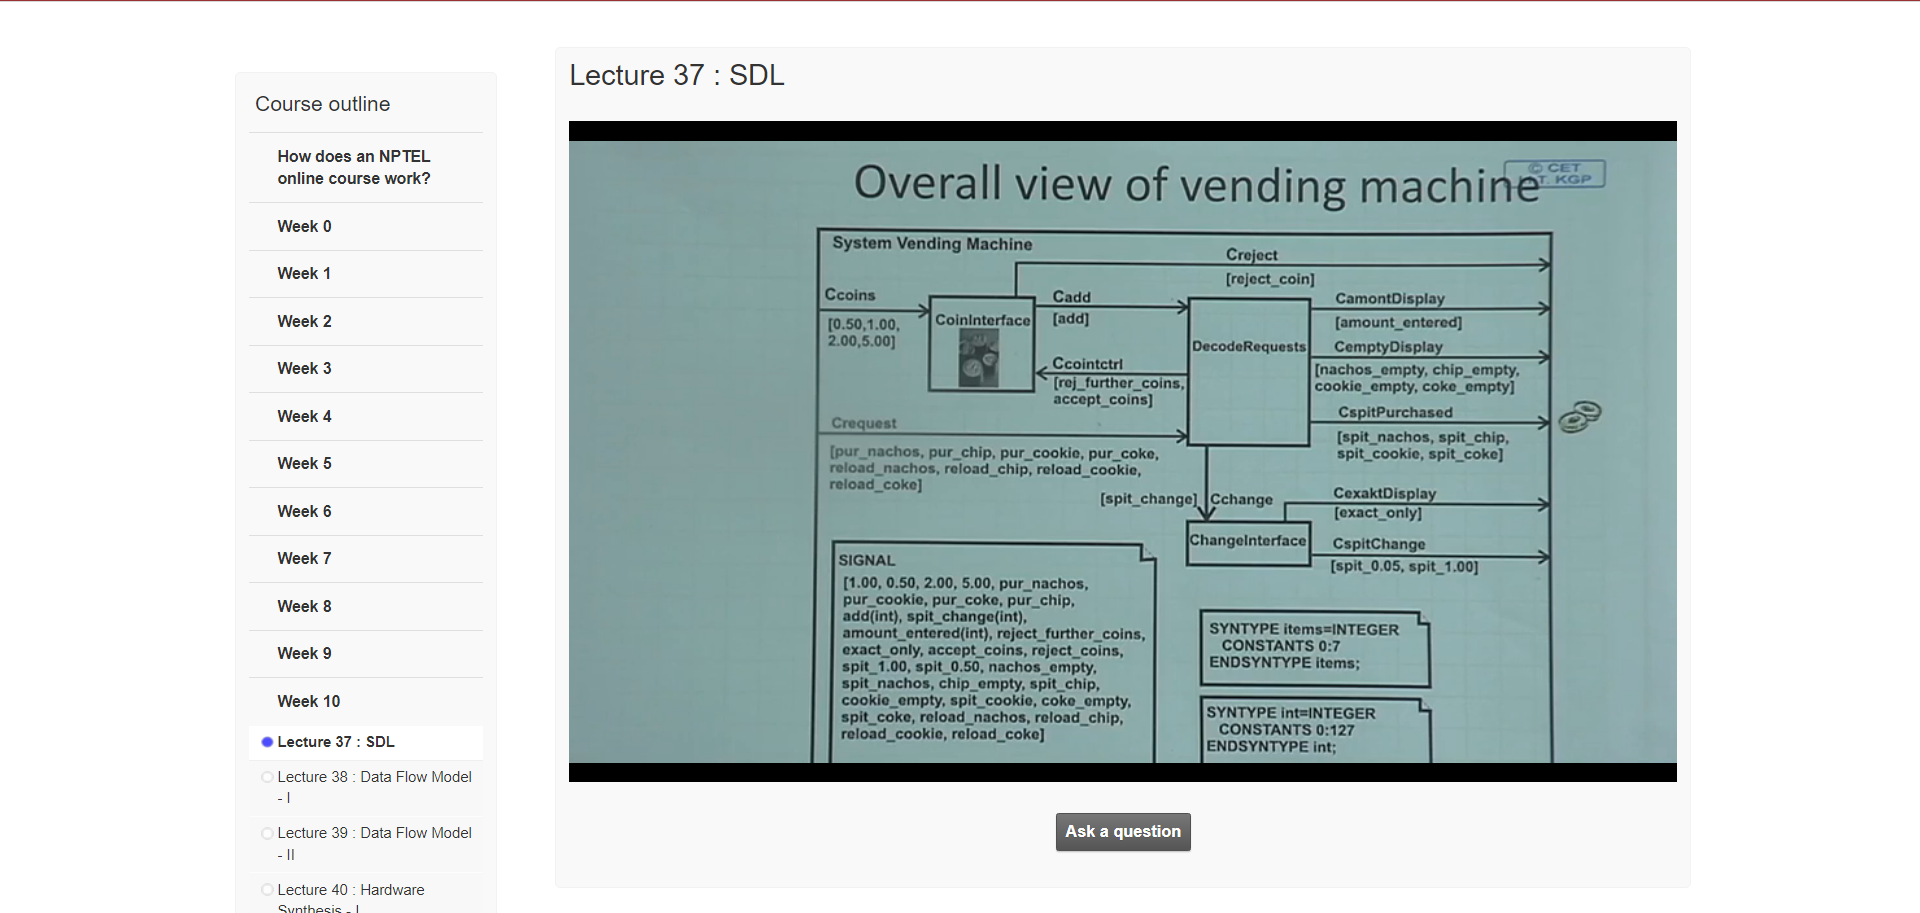 Course outline
How does an NPTEL
online course work?
Week 0
Week 1
Week 2
Week 3
Week 4
Week 5
Week 6
Week 7
Week 8
Week 9
Week 10
Lecture 37 : SDL
Lecture 38 : Data Flow Model
- I
Lecture 39 : Data Flow Model
- II
Lecture 40 : Hardware
Synthesis - I
Lecture 37 : SDL
© CET
I.I.T. KGP
Overall view of vending machine
System Vending Machine
Creject
[reject_coin]
Ccoins
[0.50,1.00,
2.00,5.00]
CoinInterface
Cadd
[add]
Ccointctrl
[rej_further_coins,
accept_coins]
DecodeRequests
CamontDisplay
[amount_entered]
CemptyDisplay
[nachos_empty, chip_empty,
cookie_empty, coke_empty]
CspitPurchased
[spit_nachos, spit_chip,
spit_cookie, spit_coke]
Crequest
[pur_nachos, pur_chip, pur_cookie, pur_coke,
reload_nachos, reload_chip, reload_cookie,
reload_coke]
[spit_change]
Cchange
CexaktDisplay
[exact_only]
ChangeInterface
CspitChange
[spit_0.05, spit_1.00]
SIGNAL
[1.00, 0.50, 2.00, 5.00, pur_nachos,
pur_cookie, pur_coke, pur_chip,
add(int), spit_change(int),
amount_entered(int), reject_further_coins,
exact_only, accept_coins, reject_coins,
spit_1.00, spit_0.50, nachos_empty,
spit_nachos, chip_empty, spit_chip,
cookie_empty, spit_cookie, coke_empty,
spit_coke, reload_nachos, reload_chip,
reload_cookie, reload_coke]
SYNTYPE items=INTEGER
CONSTANTS 0:7
ENDSYNTYPE items;
SYNTYPE int=INTEGER
CONSTANTS 0:127
ENDSYNTYPE int;
Ask a question